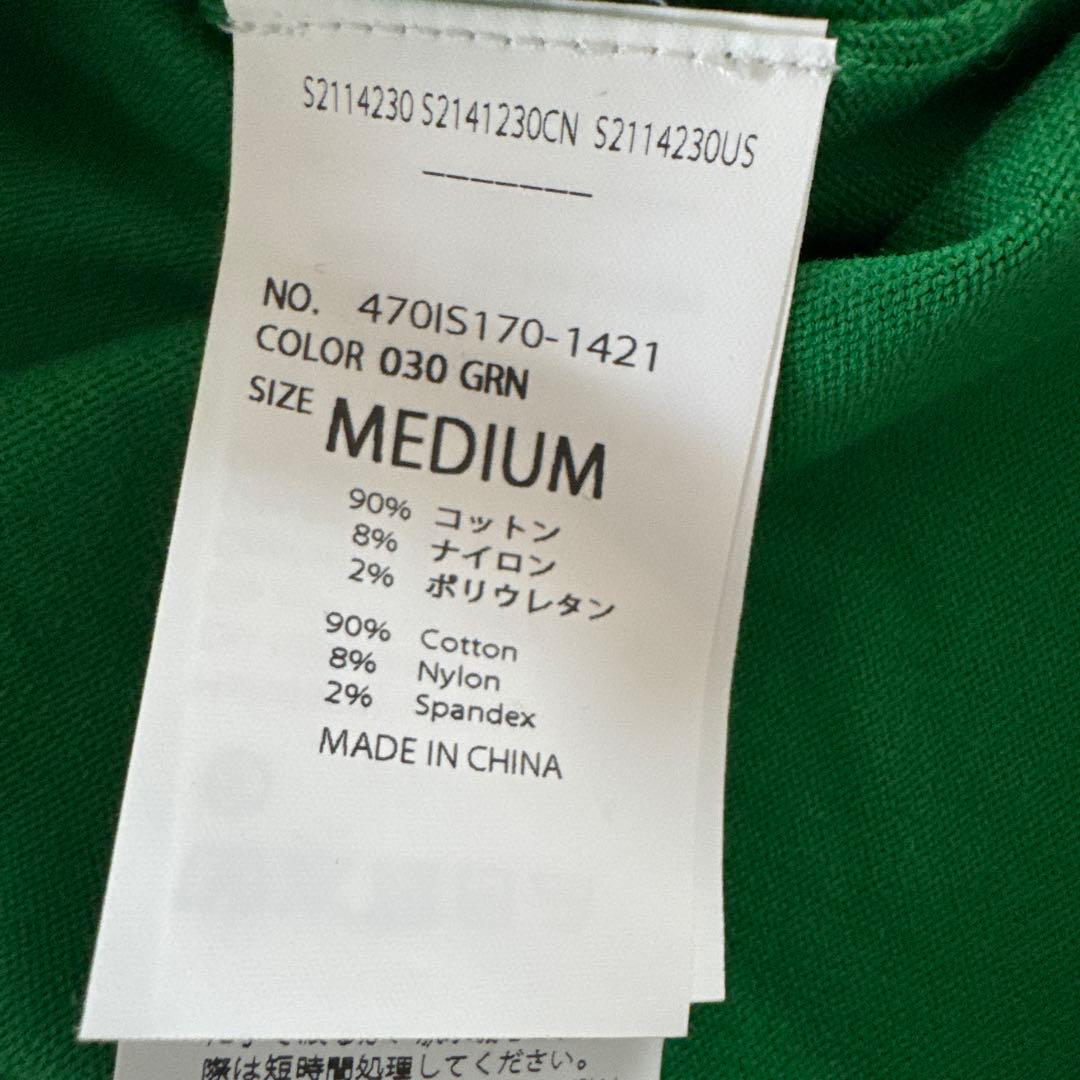 S2114230 S2141230CN S2114230US
-------
NO. 470IS170-1421
COLOR 030 GRN
SIZE MEDIUM
90% コットン
8% ナイロン
2% ポリウレタン
90% Cotton
8% Nylon
2% Spandex
MADE IN CHINA
際は短時間処理してください。